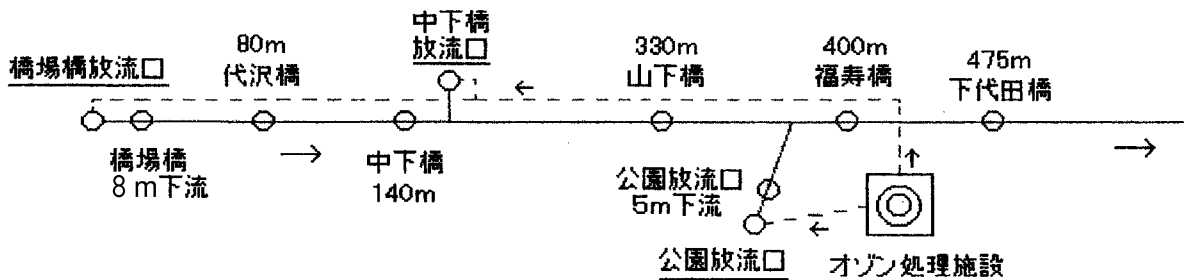 橋場橋放流口
80m
代沢橋
中下橋
放流口
330m
山下橋
400m
福寿橋
475m
下代田橋
橋場橋
8m下流
中下橋
140m
公園放流口
5m下流
公園放流口
オゾン処理施設